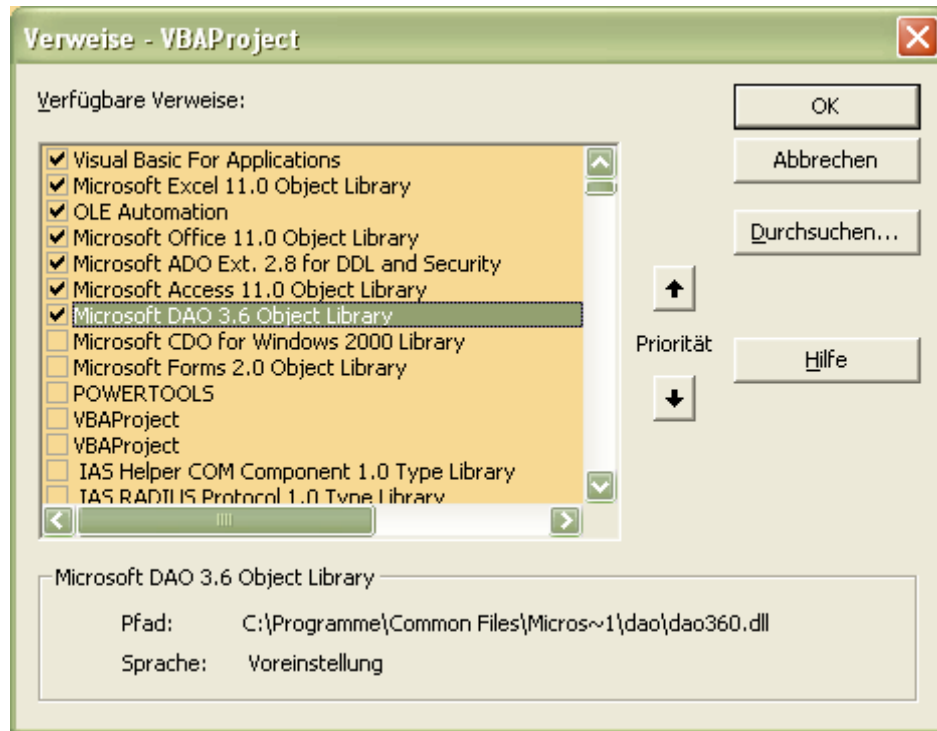 Verweise - VBAProject
Verfügbare Verweise:
Visual Basic For Applications
Microsoft Excel 11.0 Object Library
OLE Automation
Microsoft Office 11.0 Object Library
Microsoft ADO Ext. 2.8 for DDL and Security
Microsoft Access 11.0 Object Library
Microsoft DAO 3.6 Object Library
Microsoft CDO for Windows 2000 Library
Microsoft Forms 2.0 Object Library
POWERTOOLS
VBAProject
VBAProject
IAS Helper COM Component 1.0 Type Library
IAS RADIUS Protocol 1.0 Type Library
OK
Abbrechen
Durchsuchen...
Priorität
Hilfe
Microsoft DAO 3.6 Object Library
Pfad: C:\Programme\Common Files\Micros~1\dao\dao360.dll
Sprache: Voreinstellung